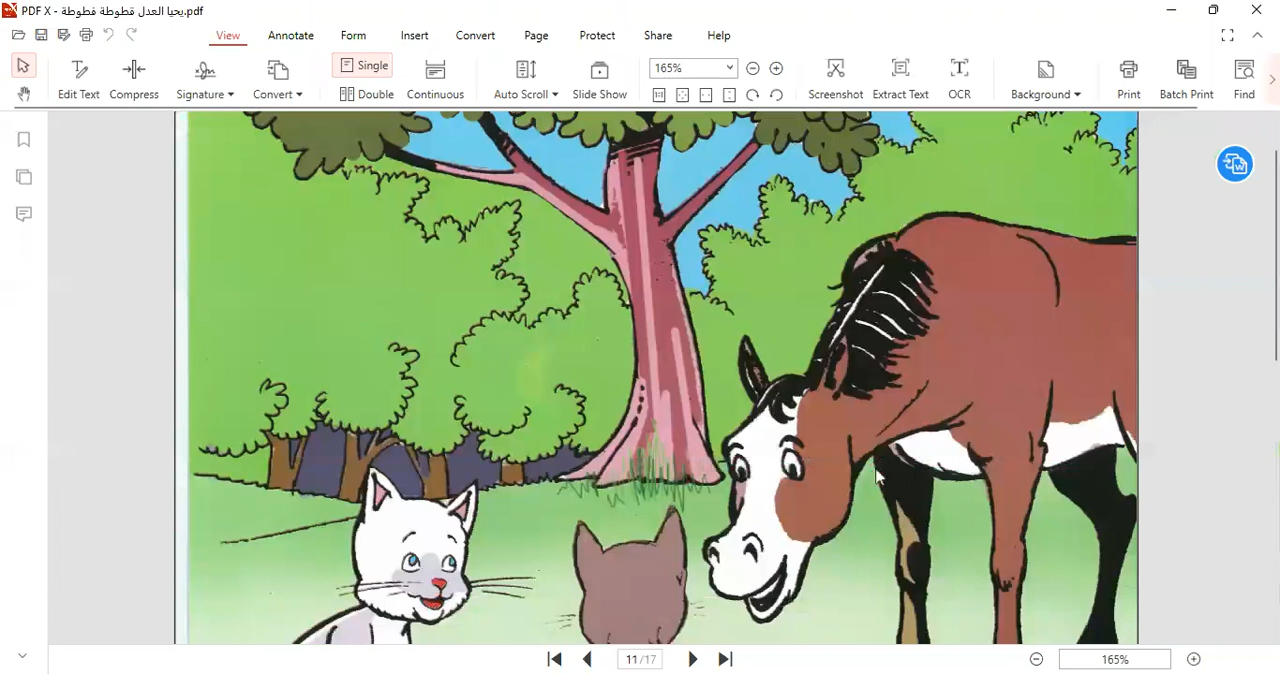 PDF X - يحيا العدل قطوطة فطوطة.pdf
View Annotate Form Insert Convert Page Protect Share Help
Single 165%
Edit Text Compress Signature Convert Double Continuous Auto Scroll Slide Show Screenshot Extract Text OCR Background Print Batch Print Find
11/17 165%